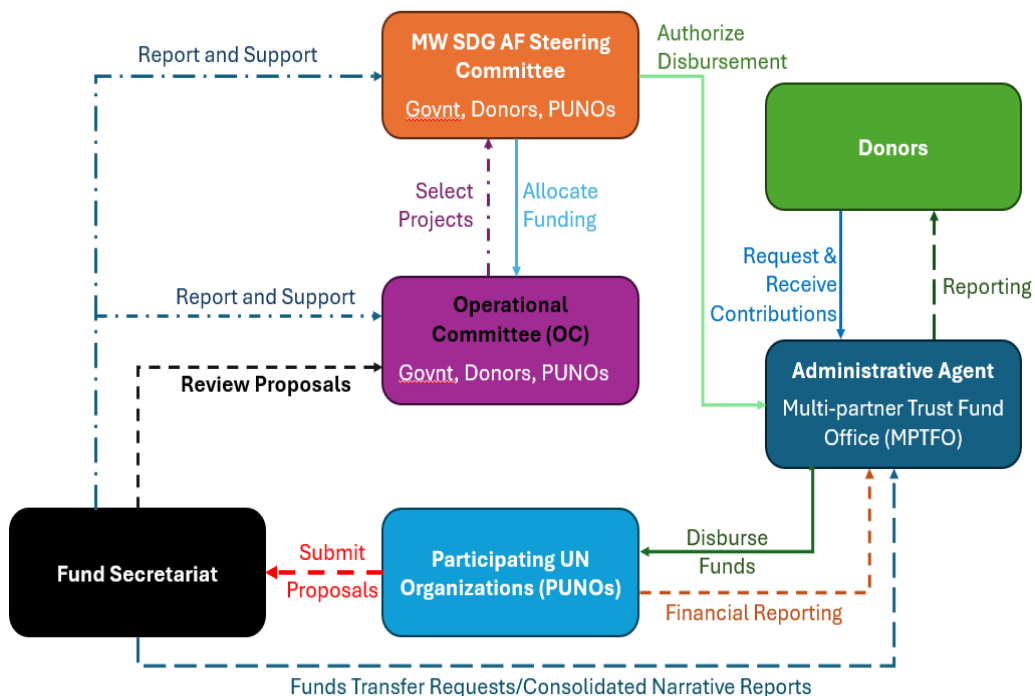 MW SDG AF Steering
Committee
Govnt, Donors, PUNOs
Report and Support
Authorize
Disbursement
Donors
Select
Projects
Allocate
Funding
Request &
Receive
Contributions
Reporting
Report and Support
Operational
Committee (OC)
Govnt, Donors, PUNOs
Review Proposals
Administrative Agent
Multi-partner Trust Fund
Office (MPTFO)
Fund Secretariat
Submit
Proposals
Participating UN
Organizations (PUNOs)
Disburse
Funds
Financial Reporting
Funds Transfer Requests/Consolidated Narrative Reports